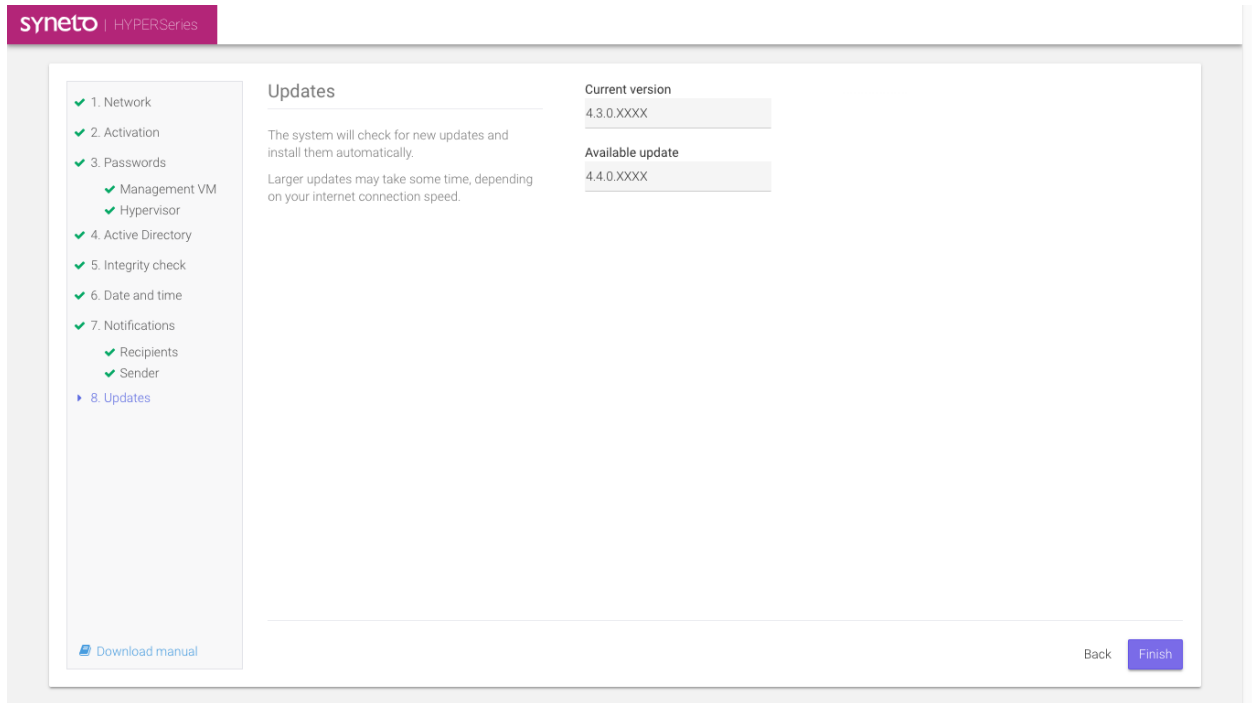 syneto | HYPERSeries
1. Network
2. Activation
3. Passwords
Management VM
Hypervisor
4. Active Directory
5. Integrity check
6. Date and time
7. Notifications
Recipients
Sender
8. Updates
Download manual
Updates
The system will check for new updates and
install them automatically.
Larger updates may take some time, depending
on your internet connection speed.
Current version
4.3.0.XXXX
Available update
4.4.0.XXXX
Back
Finish